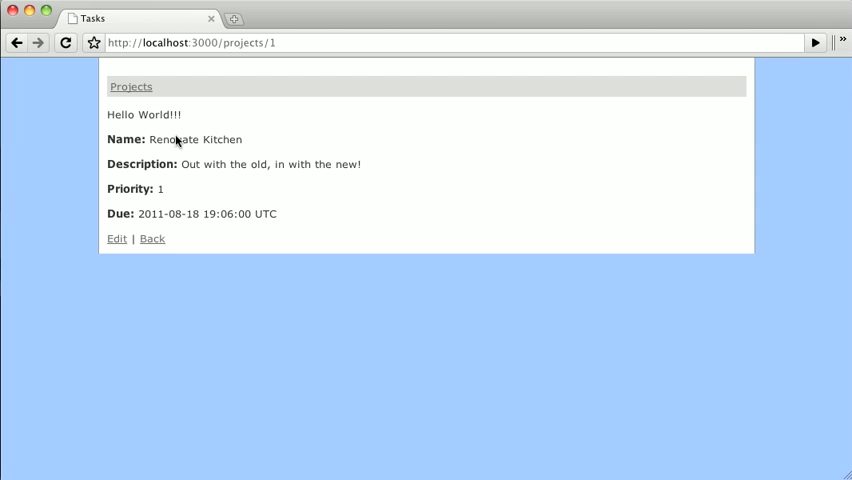 Tasks
http://localhost:3000/projects/1
Projects
Hello World!!!
Name: Renovate Kitchen
Description: Out with the old, in with the new!
Priority: 1
Due: 2011-08-18 19:06:00 UTC
Edit | Back